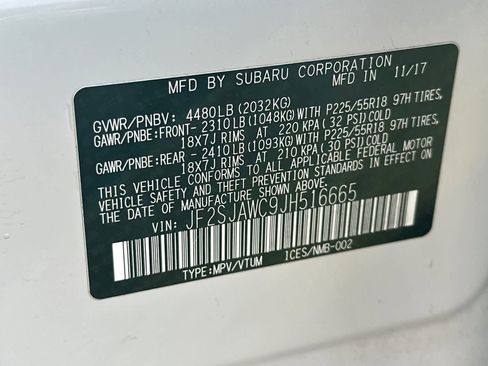 MFD BY SUBARU CORPORATION
MFD. IN 11/17
GVWR/PNBV: 4480LB(2032KG)
GAWR/PNBE:FRONT- 2310LB(1048KG)WITH P225/55R18 97H TIRES,
18X7J RIMS AT 220 KPA (32 PSI)COLD
GAWR/PNBE:REAR - 2410LB(1093KG)WITH P225/55R18 97H TIRES,
18X7J RIMS AT 210 KPA (30 PSI)COLD
THIS VEHICLE CONFORMS TO ALL APPLICABLE FEDERAL MOTOR
VEHICLE SAFETY STANDARDS IN EFFECT ON
THE DATE OF MANUFACTURE SHOWN ABOVE.
VIN: JF2SJAWC9JH516665
TYPE:MPV/VTUM ICES/NMB-002